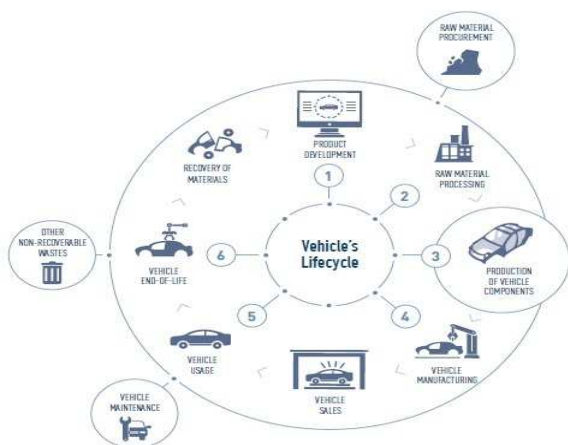 RAW MATERIAL
PROCUREMENT
PRODUCT
DEVELOPMENT
RECOVERY OF
MATERIALS
RAW MATERIAL
PROCESSING
1
2
OTHER
NON-RECOVERABLE
WASTES
VEHICLE
END-OF-LIFE
6
Vehicle's
Lifecycle
3
PRODUCTION
OF VEHICLE
COMPONENTS
5
4
VEHICLE
USAGE
VEHICLE
MANUFACTURING
VEHICLE
MAINTENANCE
VEHICLE
SALES